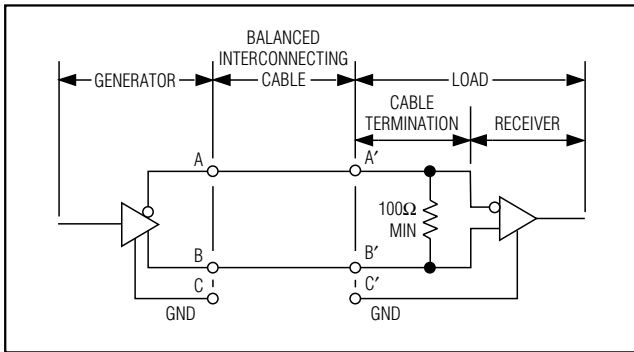 BALANCED
INTERCONNECTING
CABLE
GENERATOR
LOAD
CABLE
TERMINATION
RECEIVER
A
A′
100Ω
MIN
B
B′
C
C′
GND
GND